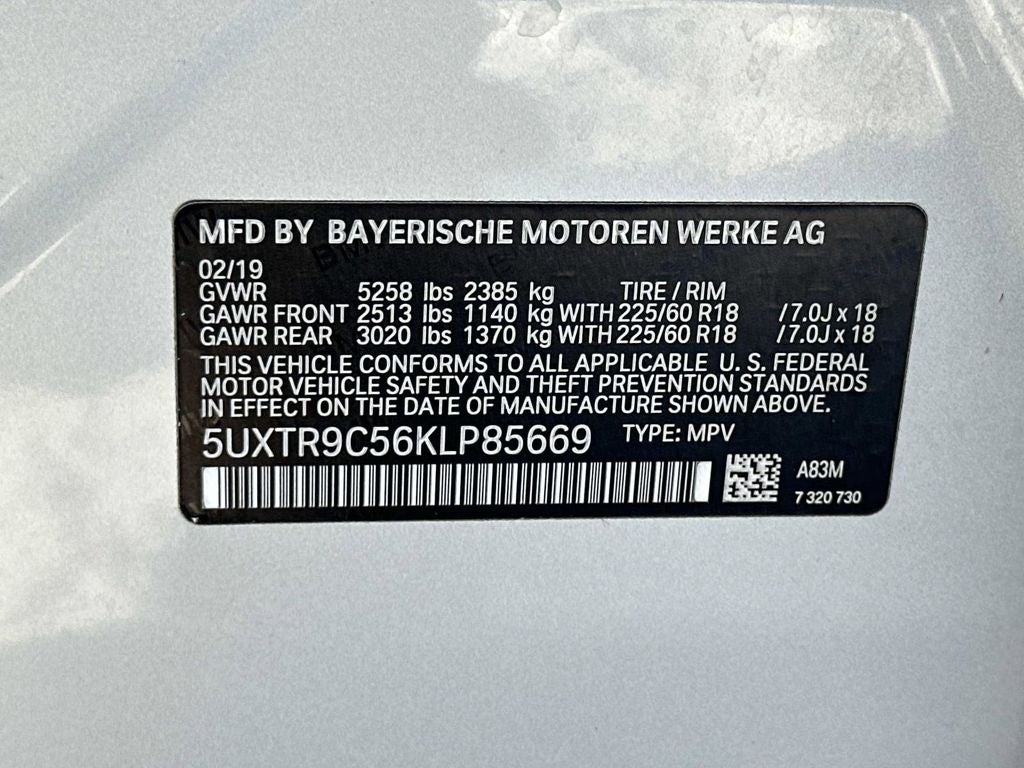 MFD BY BAYERISCHE MOTOREN WERKE AG
02/19
GVWR 5258 lbs 2385 kg TIRE / RIM
GAWR FRONT 2513 lbs 1140 kg WITH 225/60 R18 /7.0J x 18
GAWR REAR 3020 lbs 1370 kg WITH 225/60 R18 /7.0J x 18
THIS VEHICLE CONFORMS TO ALL APPLICABLE U. S. FEDERAL
MOTOR VEHICLE SAFETY AND THEFT PREVENTION STANDARDS
IN EFFECT ON THE DATE OF MANUFACTURE SHOWN ABOVE.
5UXTR9C56KLP85669 TYPE: MPV
A83M
7 320 730